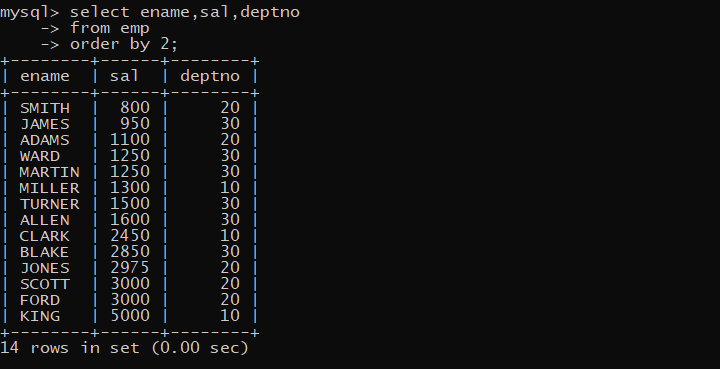 mysql> select ename,sal,deptno
    -> from emp
    -> order by 2;
+--------+------+--------+
| ename  | sal  | deptno |
+--------+------+--------+
| SMITH  |  800 |     20 |
| JAMES  |  950 |     30 |
| ADAMS  | 1100 |     20 |
| WARD   | 1250 |     30 |
| MARTIN | 1250 |     30 |
| MILLER | 1300 |     10 |
| TURNER | 1500 |     30 |
| ALLEN  | 1600 |     30 |
| CLARK  | 2450 |     10 |
| BLAKE  | 2850 |     30 |
| JONES  | 2975 |     20 |
| SCOTT  | 3000 |     20 |
| FORD   | 3000 |     20 |
| KING   | 5000 |     10 |
+--------+------+--------+
14 rows in set (0.00 sec)